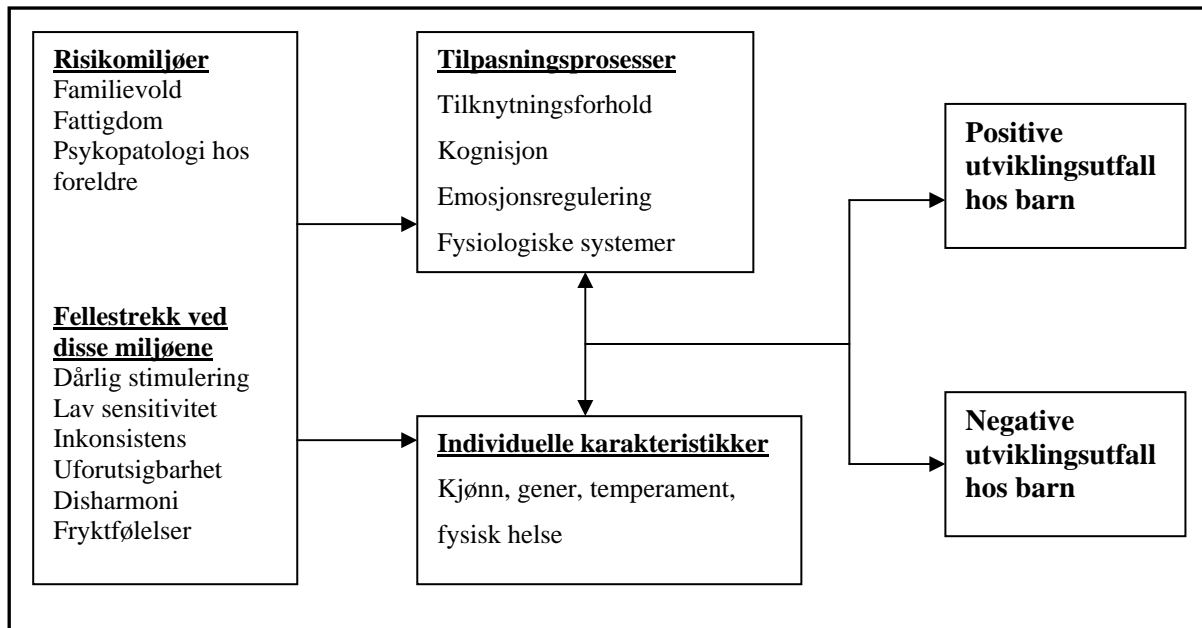 Risikomiljøer
Familievold
Fattigdom
Psykopatologi hos
foreldre
Fellestrekk ved
disse miljøene
Dårlig stimulering
Lav sensitivitet
Inkonsistens
Uforutsigbarhet
Disharmoni
Fryktfølelser
Tilpasningsprosesser
Tilknytningsforhold
Kognisjon
Emosjonsregulering
Fysiologiske systemer
Individuelle karakteristikker
Kjønn, gener, temperament,
fysisk helse
Positive
utviklingsutfall
hos barn
Negative
utviklingsutfall
hos barn